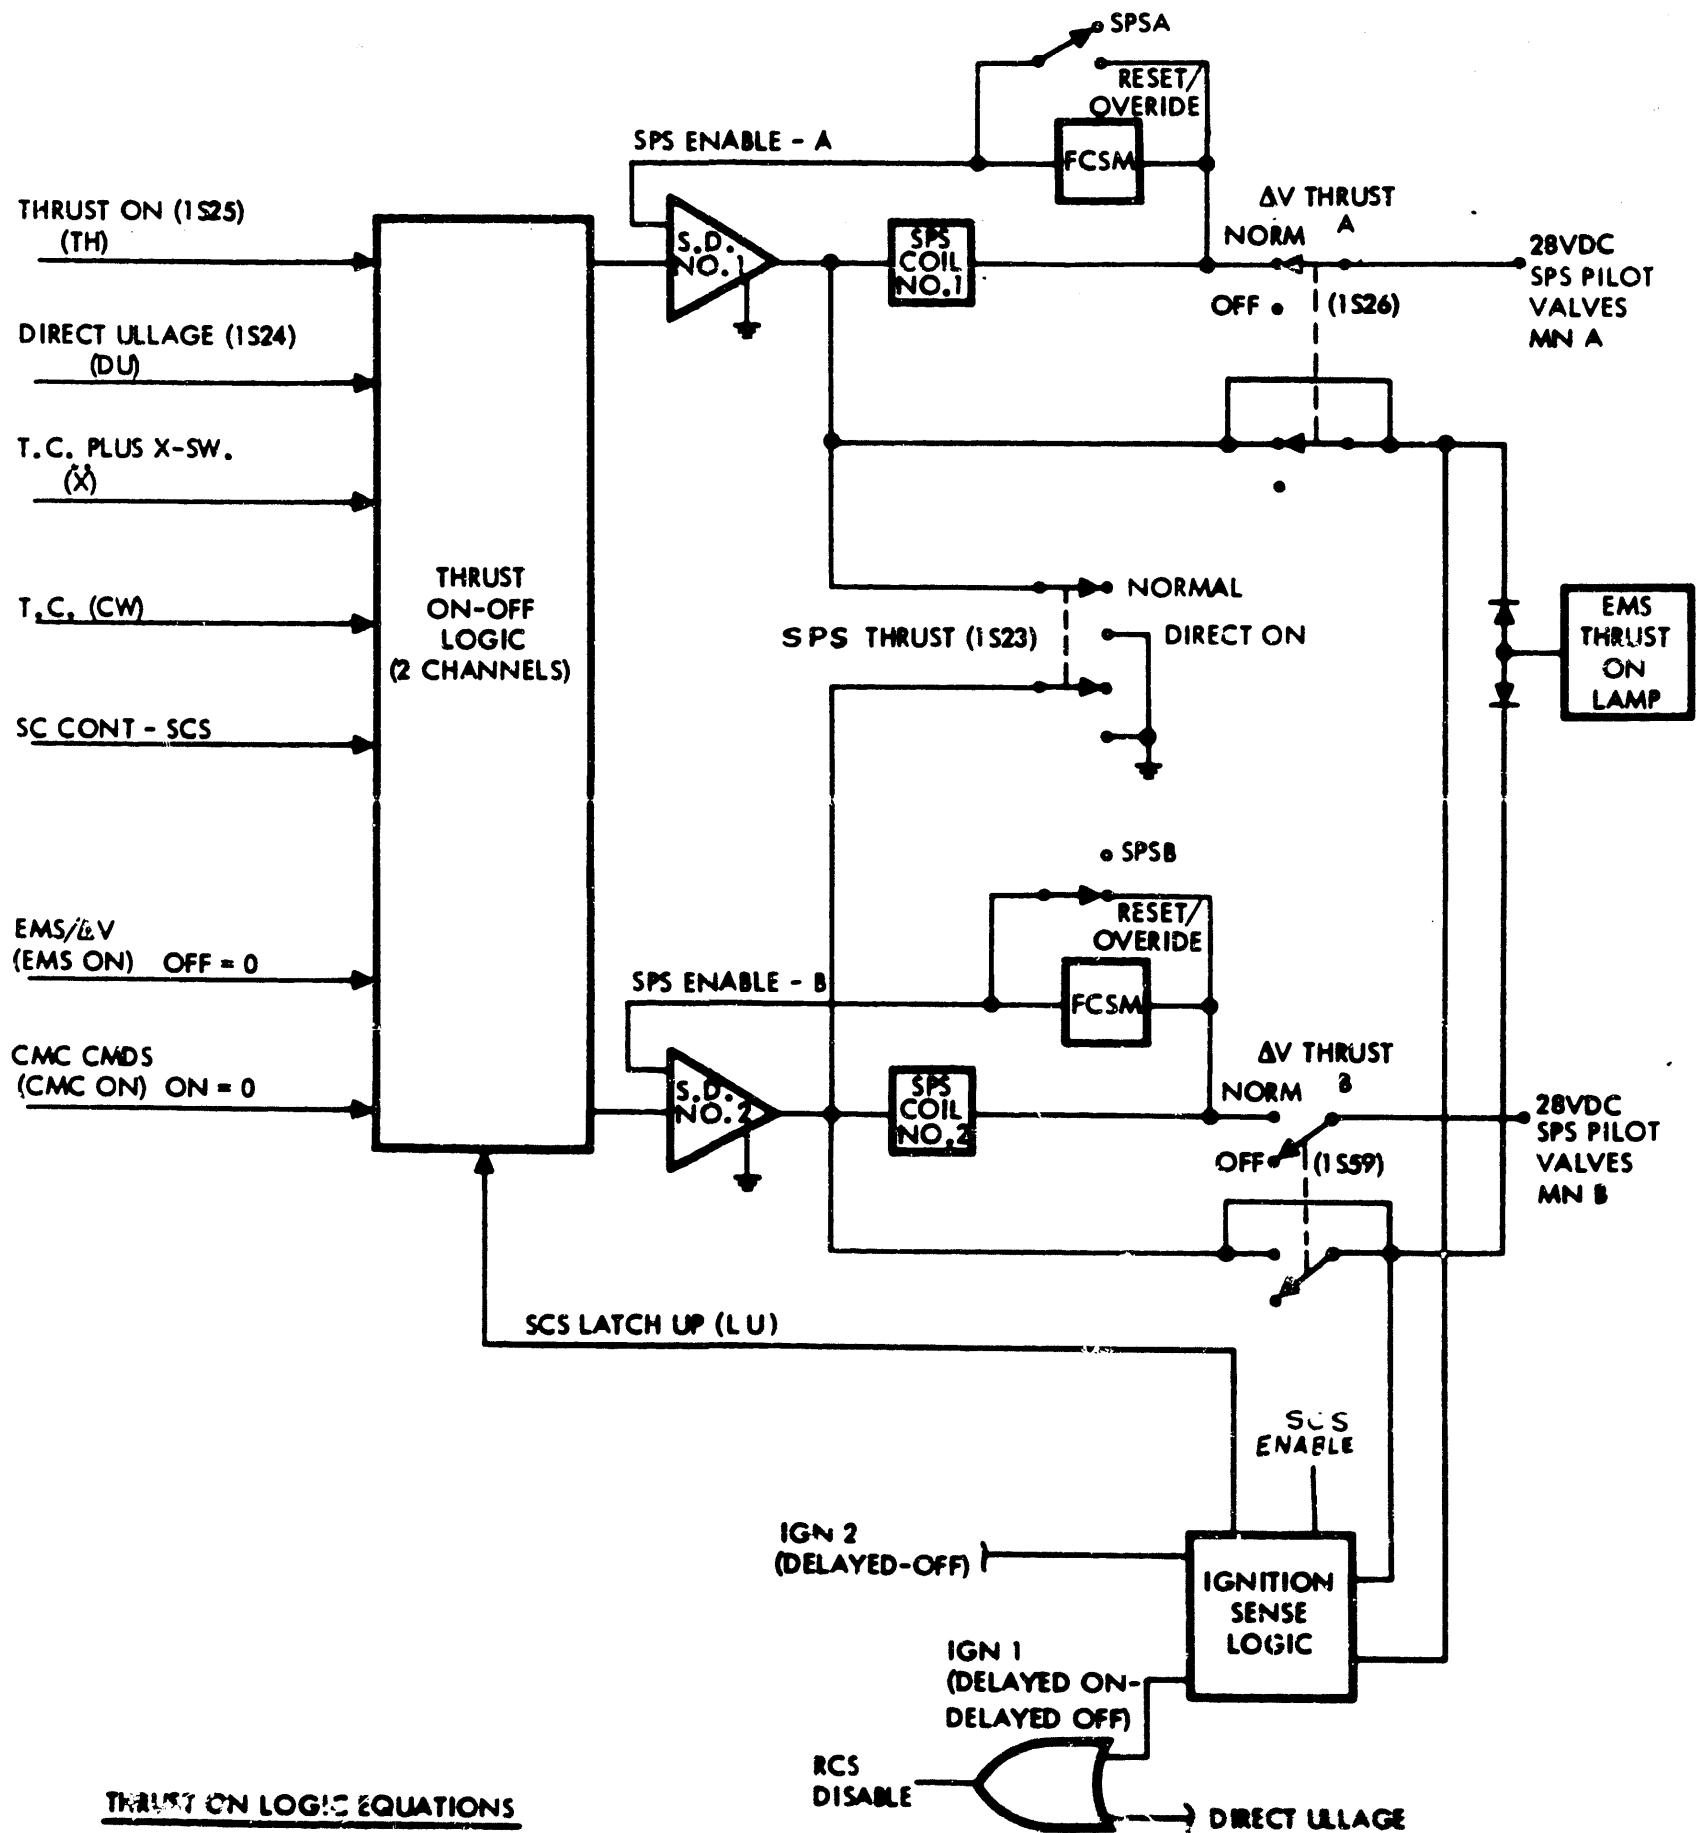 SPSA
RESET/
OVERIDE
SPS ENABLE - A
FCSM
THRUST ON (1S25)
(TH)
S.D.
NO. 1
SPS
COIL
NO.1
ΔV THRUST
A
NORM
OFF
(1S26)
28VDC
SPS PILOT
VALVES
MN A
DIRECT ULLAGE (1S24)
(DU)
T.C. PLUS X-SW.
(Ẍ)
THRUST
ON-OFF
LOGIC
(2 CHANNELS)
T.C. (CW)
NORMAL
SPS THRUST (1S23)
DIRECT ON
EMS
THRUST
ON
LAMP
SC CONT - SCS
SPSB
RESET/
OVERIDE
EMS/ΔV
(EMS ON) OFF = 0
SPS ENABLE - B
FCSM
CMC CMDS
(CMC ON) ON = 0
S.D.
NO. 2
SPS
COIL
NO.2
ΔV THRUST
NORM
OFF
(1S59)
28VDC
SPS PILOT
VALVES
MN B
SCS LATCH UP (LU)
SCS
ENABLE
IGN 2
(DELAYED-OFF)
IGNITION
SENSE
LOGIC
IGN 1
(DELAYED ON-
DELAYED OFF)
RCS
DISABLE
DIRECT ULLAGE
THRUST ON LOGIC EQUATIONS